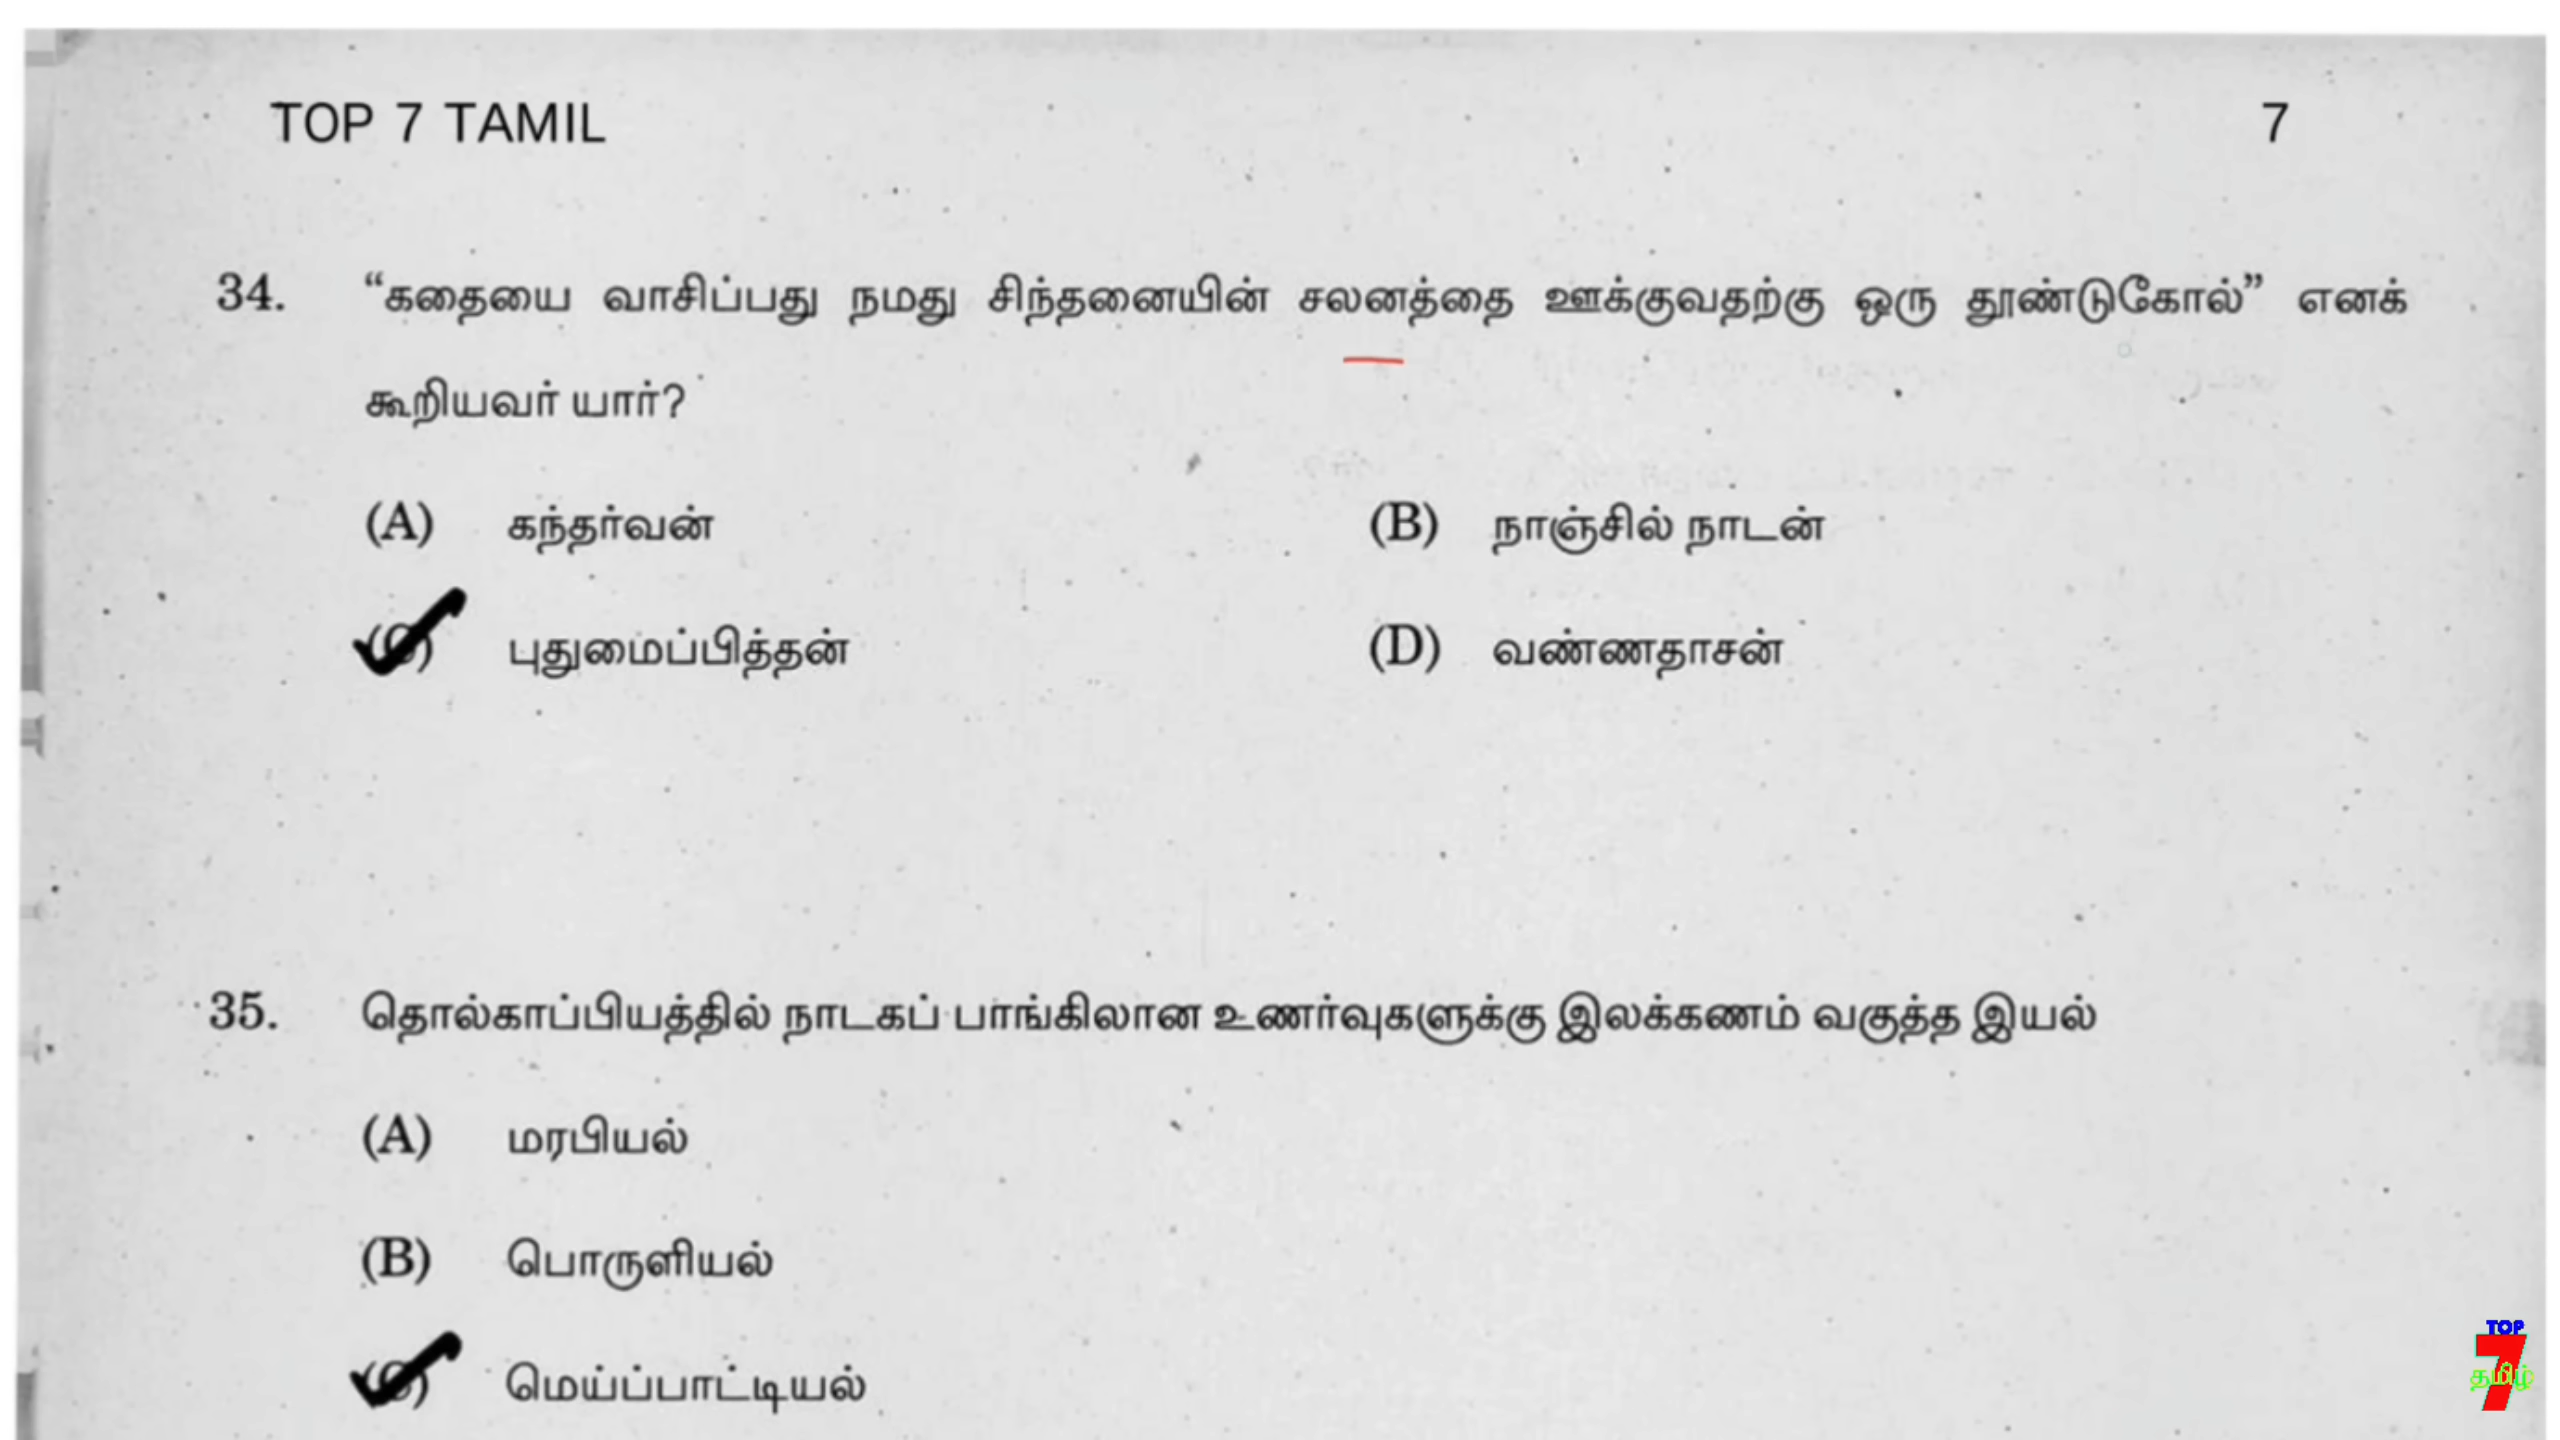 TOP 7 TAMIL 7
34. “கதையை வாசிப்பது நமது சிந்தனையின் சலனத்தை ஊக்குவதற்கு ஒரு தூண்டுகோல்” எனக்
கூறியவர் யார்?
(A) கந்தர்வன் (B) நாஞ்சில் நாடன்
(C) புதுமைப்பித்தன் (D) வண்ணதாசன்
35. தொல்காப்பியத்தில் நாடகப் பாங்கிலான உணர்வுகளுக்கு இலக்கணம் வகுத்த இயல்
(A) மரபியல்
(B) பொருளியல்
(C) மெய்ப்பாட்டியல்
TOP
7
தமிழ்